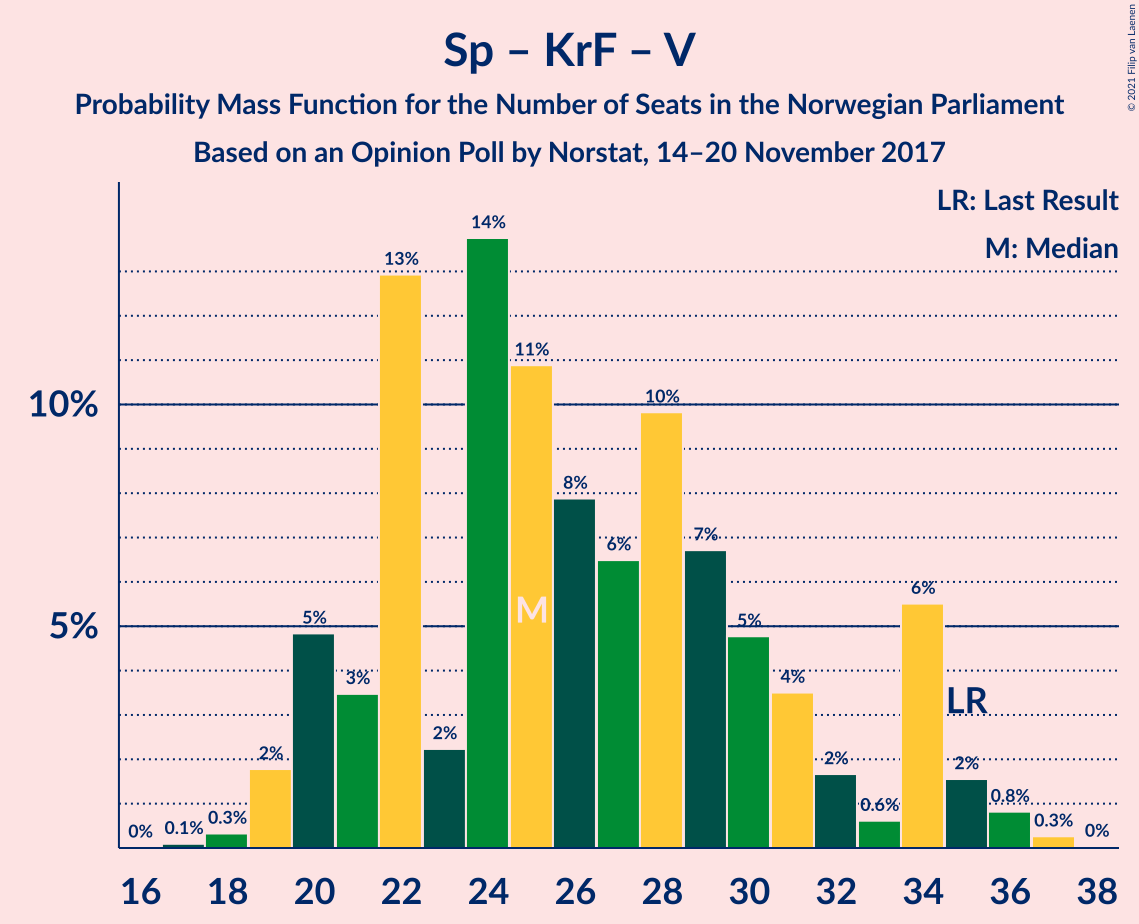 © 2021 Filip van Laenen
Sp – KrF – V
Probability Mass Function for the Number of Seats in the Norwegian Parliament
Based on an Opinion Poll by Norstat, 14–20 November 2017
LR: Last Result
M: Median
14%
13%
11%
10%
10%
8%
7%
6%
6%
5%
5%
5%
M
4%
3%
LR
2%
2%
2%
2%
0.8%
0.6%
0.3%
0.3%
0.1%
0%
0%
16 18 20 22 24 26 28 30 32 34 36 38